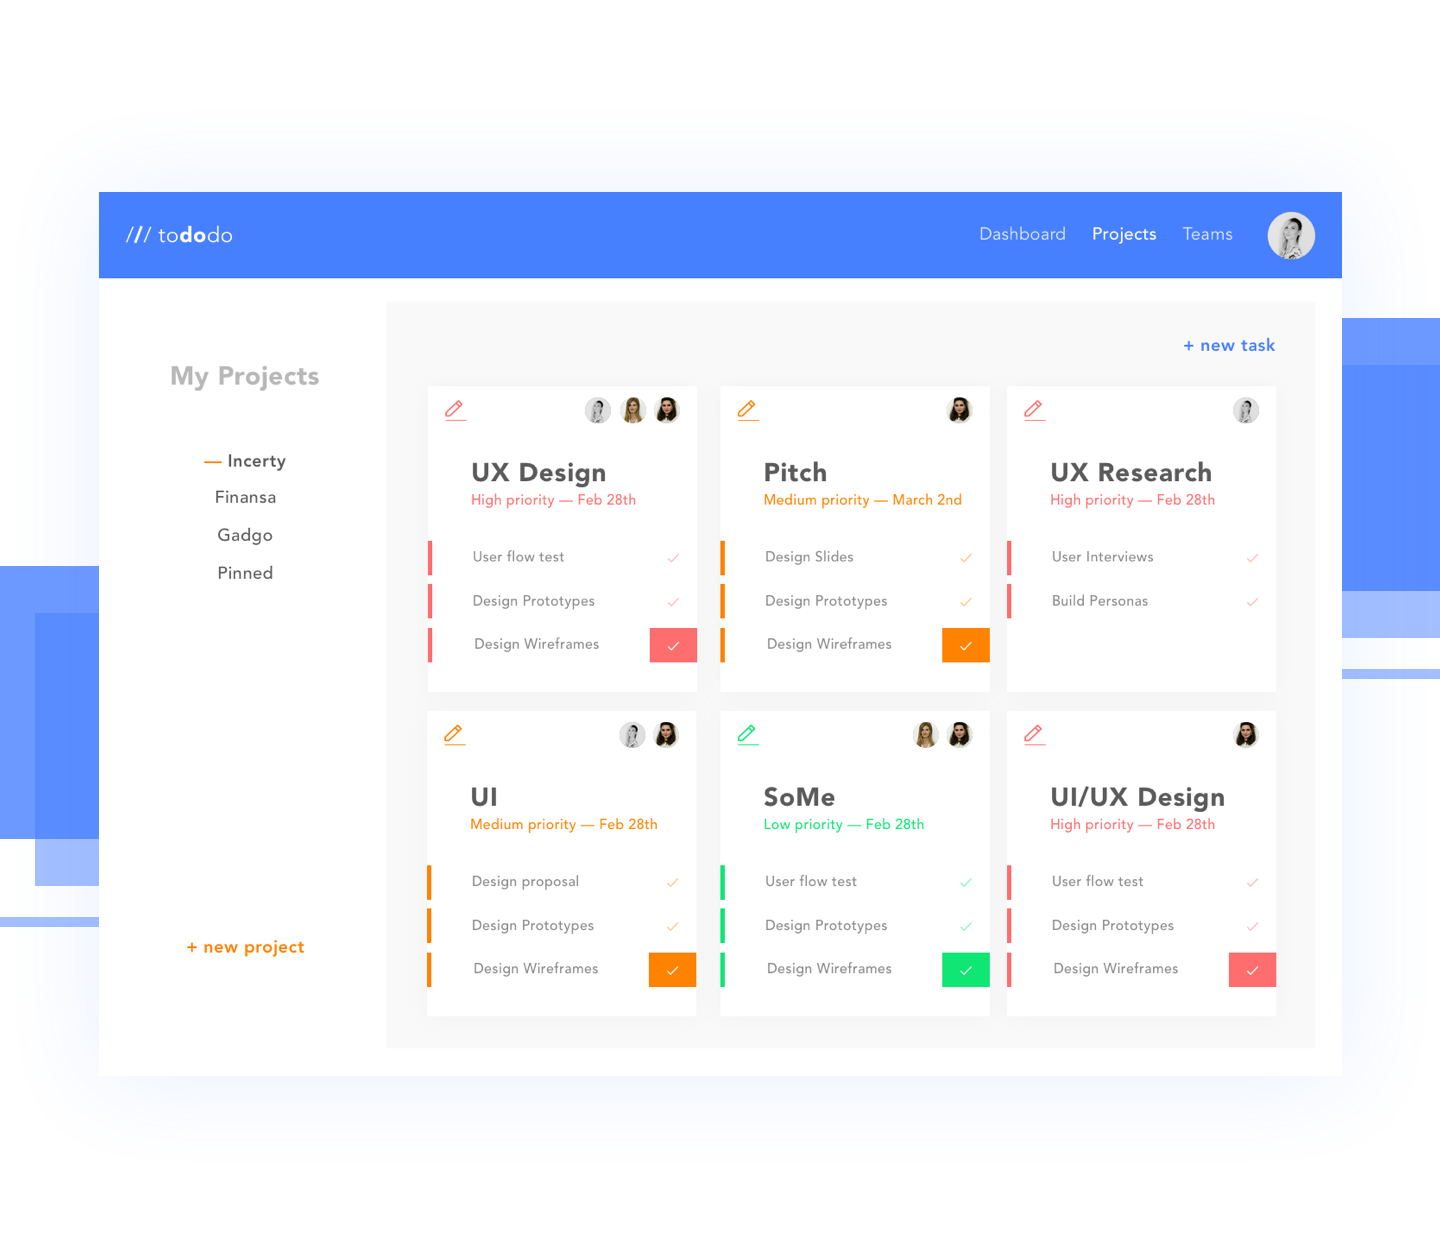 /// tododo
Dashboard Projects Teams
My Projects
— Incerty
Finansa
Gadgo
Pinned
+ new project
+ new task
UX Design
High priority — Feb 28th
User flow test
Design Prototypes
Design Wireframes
Pitch
Medium priority — March 2nd
Design Slides
Design Prototypes
Design Wireframes
UX Research
High priority — Feb 28th
User Interviews
Build Personas
UI
Medium priority — Feb 28th
Design proposal
Design Prototypes
Design Wireframes
SoMe
Low priority — Feb 28th
User flow test
Design Prototypes
Design Wireframes
UI/UX Design
High priority — Feb 28th
User flow test
Design Prototypes
Design Wireframes